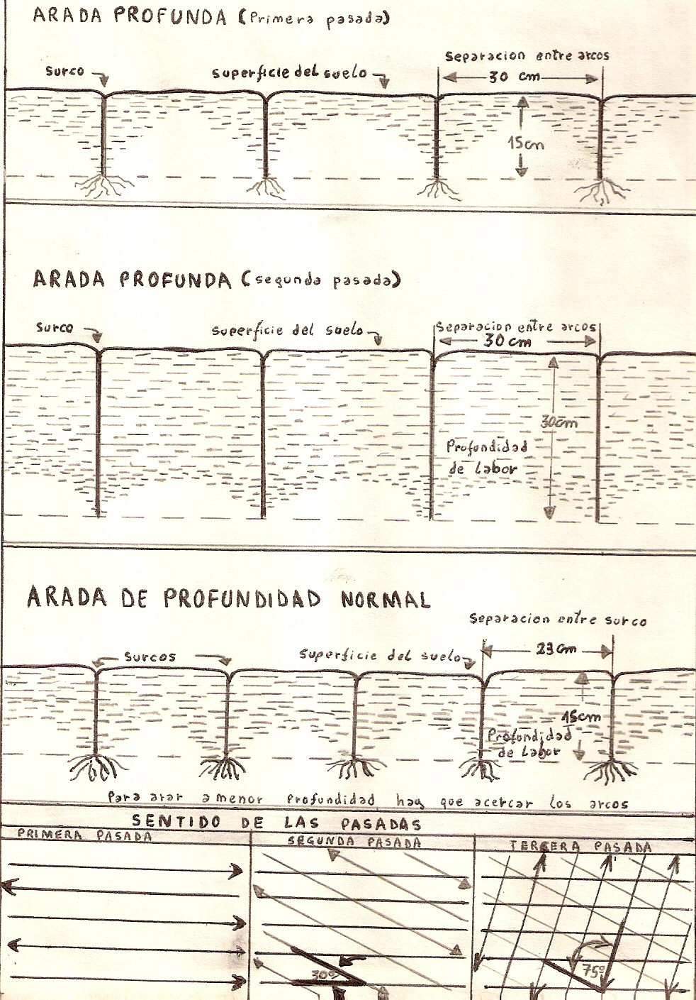 ARADA PROFUNDA (Primera pasada)
Separacion entre arcos
Surco
Superficie del suelo
30 cm
15cm
ARADA PROFUNDA (segunda pasada)
Surco
Superficie del suelo
Separacion entre arcos
30 cm
30cm
Profundidad
de Labor
ARADA DE PROFUNDIDAD NORMAL
Separacion entre surco
Surcos
Superficie del suelo
23 cm
15cm
Profundidad
de Labor
Para arar a menor profundidad hay que acercar los arcos
SENTIDO DE LAS PASADAS
PRIMERA PASADA
SEGUNDA PASADA
TERCERA PASADA
30º
75º